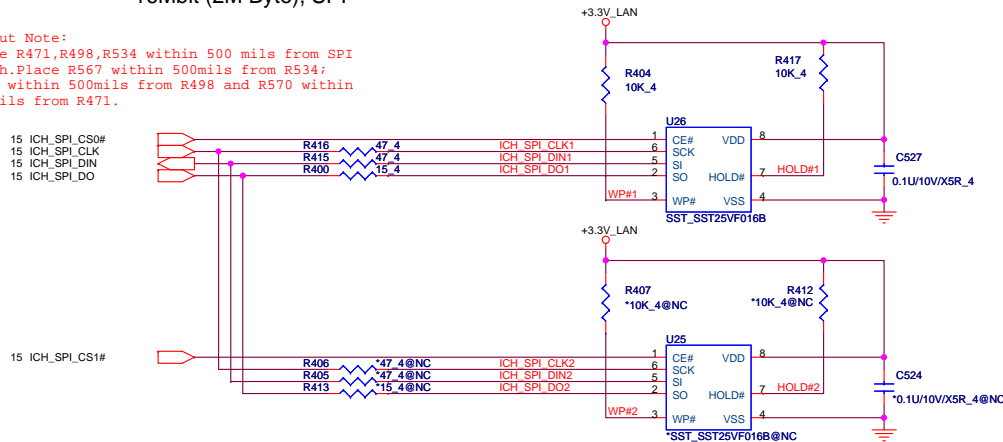 16Mbit (2M Byte), SPI
ut Note:
e R471,R498,R534 within 500 mils from SPI
h.Place R567 within 500mils from R534;
within 500mils from R498 and R570 within
ils from R471.
+3.3V_LAN
R404
10K_4
R417
10K_4
U26
15 ICH_SPI_CS0#
15 ICH_SPI_CLK
15 ICH_SPI_DIN
15 ICH_SPI_DO
R416 47_4 ICH_SPI_CLK1
R415 47_4 ICH_SPI_DIN1
R400 15_4 ICH_SPI_DO1
1 CE# VDD 8
6 SCK
5 SI
2 SO HOLD# 7 HOLD#1
WP#1 3 WP# VSS 4
SST_SST25VF016B
C527
0.1U/10V/X5R_4
+3.3V_LAN
R407
*10K_4@NC
R412
*10K_4@NC
U25
15 ICH_SPI_CS1#
R406 *47_4@NC ICH_SPI_CLK2
R405 *47_4@NC ICH_SPI_DIN2
R413 *15_4@NC ICH_SPI_DO2
1 CE# VDD 8
6 SCK
5 SI
2 SO HOLD# 7 HOLD#2
WP#2 3 WP# VSS 4
*SST_SST25VF016B@NC
C524
*0.1U/10V/X5R_4@NC